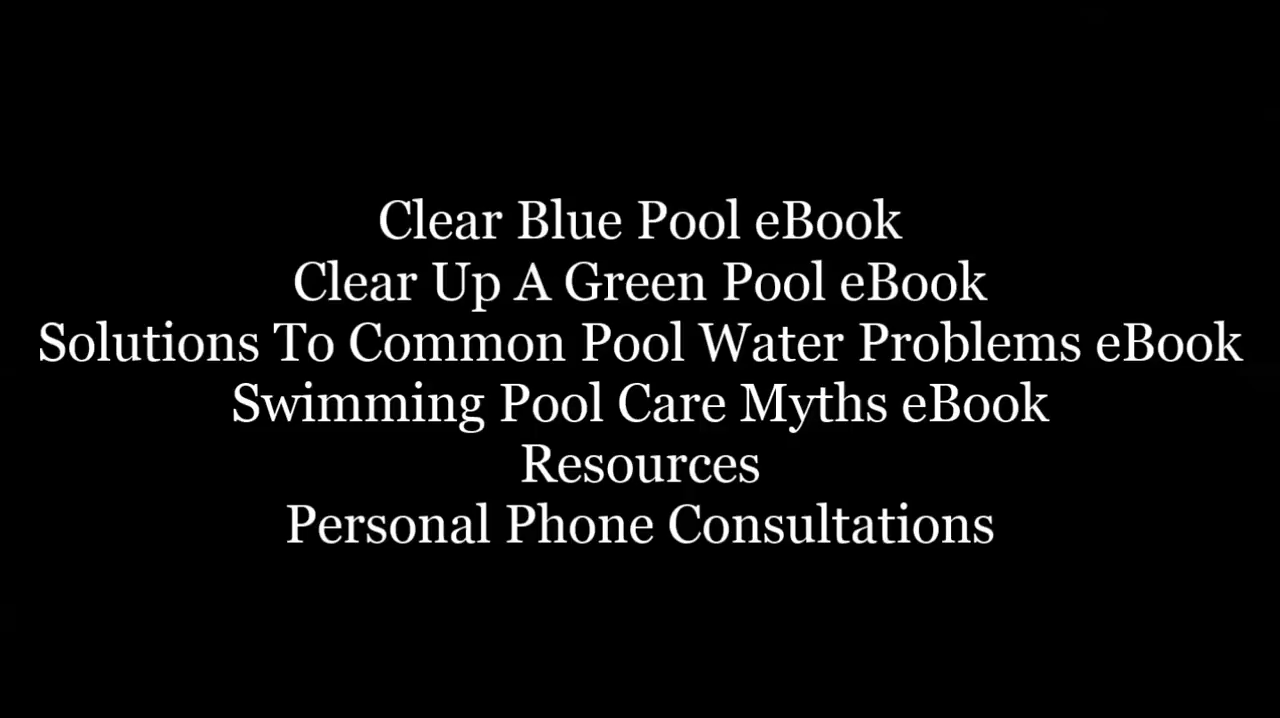 Clear Blue Pool eBook
Clear Up A Green Pool eBook
Solutions To Common Pool Water Problems eBook
Swimming Pool Care Myths eBook
Resources
Personal Phone Consultations